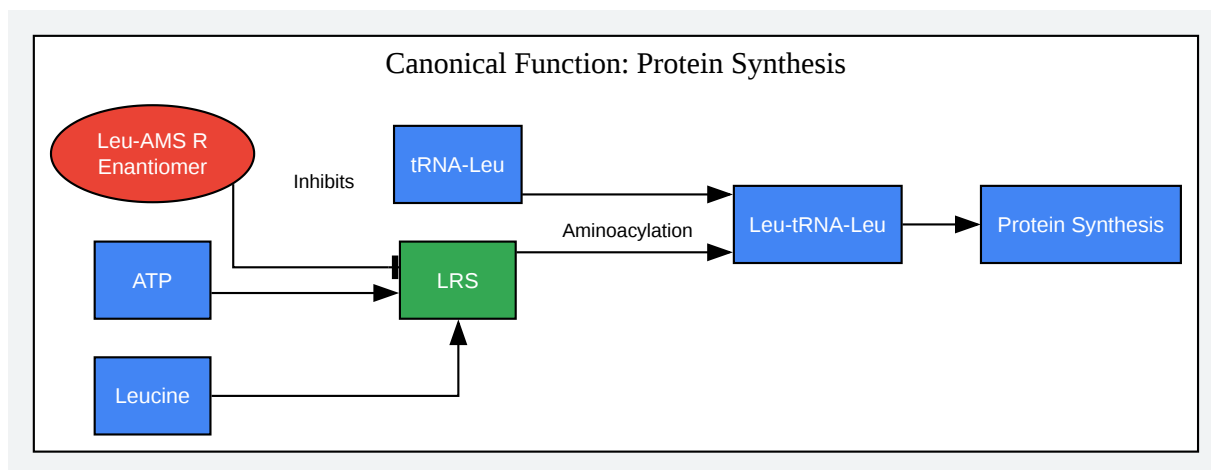 Canonical Function: Protein Synthesis
Leu-AMS R
Enantiomer
Inhibits
tRNA-Leu
Aminoacylation
Leu-tRNA-Leu
Protein Synthesis
ATP
LRS
Leucine